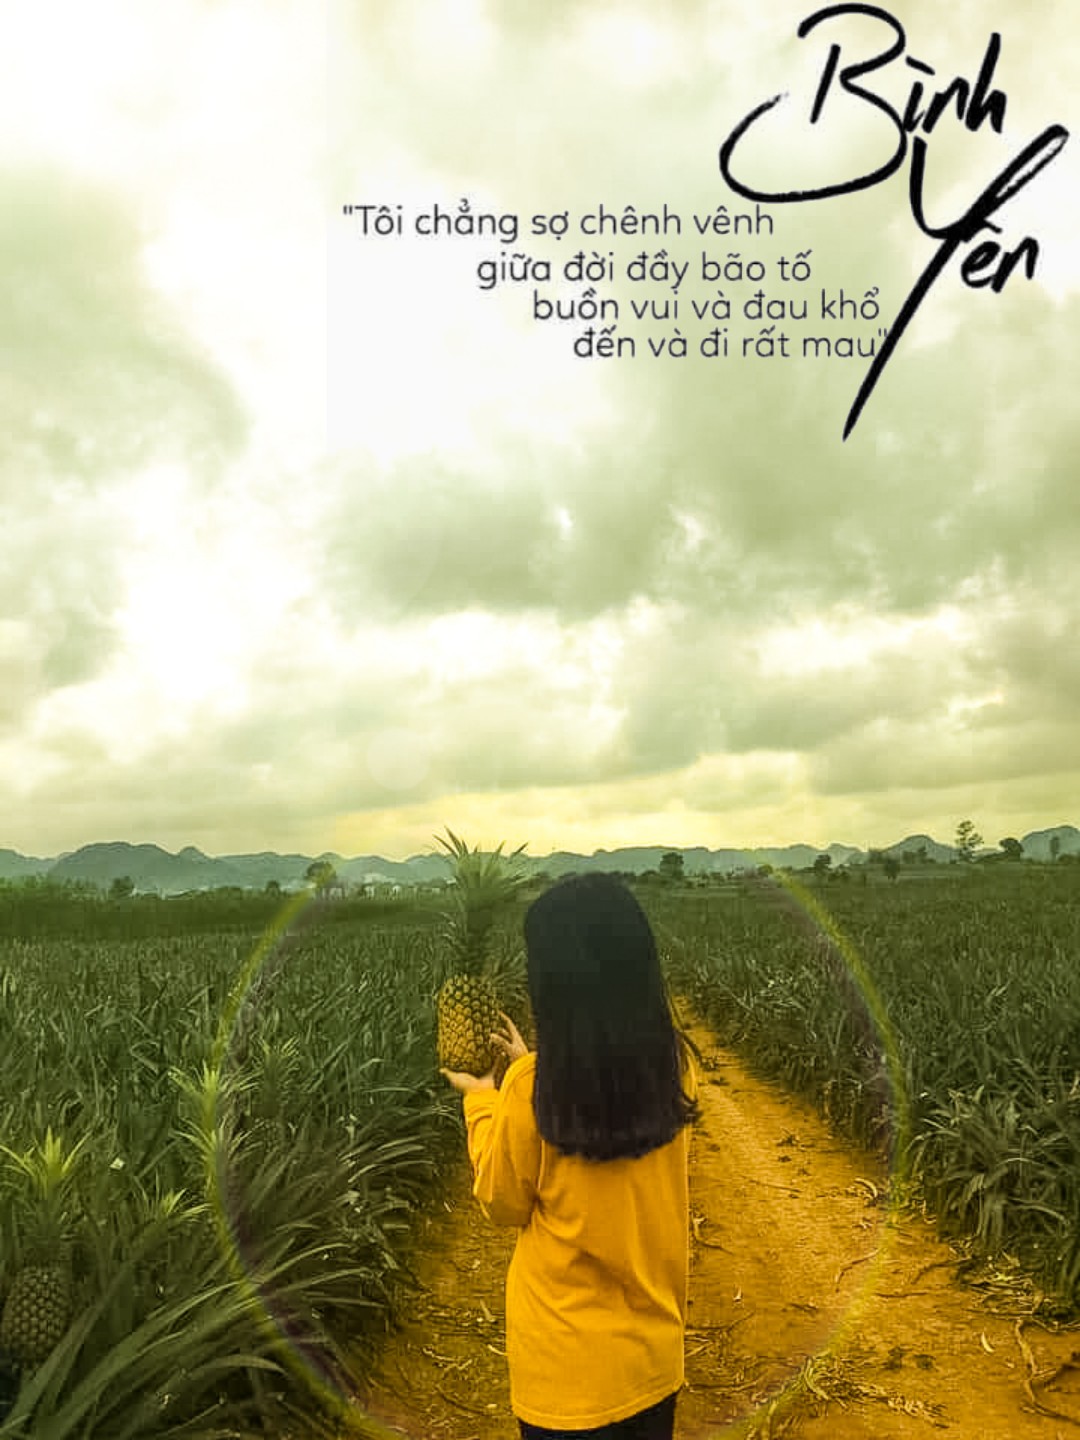 Bình
Yên
"Tôi chẳng sợ chênh vênh
giữa đời đầy bão tố
buồn vui và đau khổ
đến và đi rất mau"